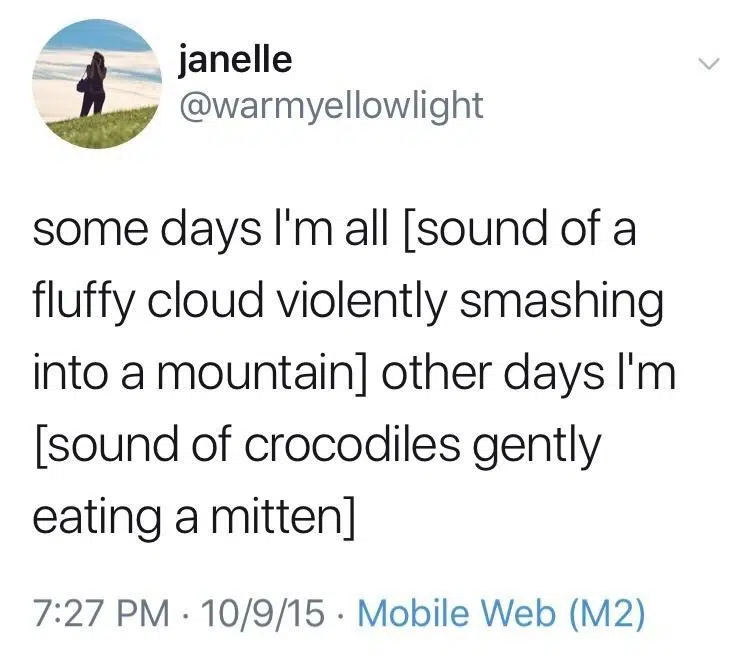 janelle
@warmyellowlight
some days I'm all [sound of a
fluffy cloud violently smashing
into a mountain] other days I'm
[sound of crocodiles gently
eating a mitten]
7:27 PM · 10/9/15 · Mobile Web (M2)